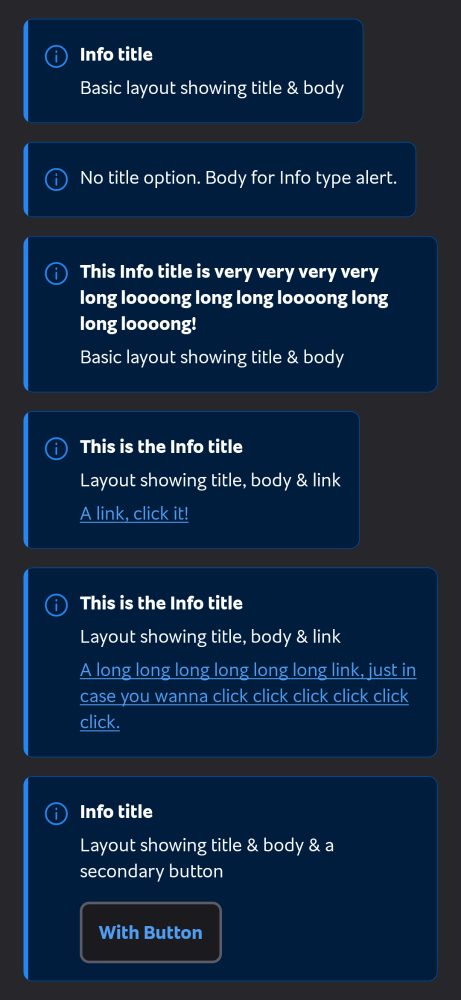 Info title
Basic layout showing title & body
No title option. Body for Info type alert.
This Info title is very very very very
long loooong long long loooong long
long loooong!
Basic layout showing title & body
This is the Info title
Layout showing title, body & link
A link, click it!
This is the Info title
Layout showing title, body & link
A long long long long long long link, just in
case you wanna click click click click click
click.
Info title
Layout showing title & body & a
secondary button
With Button